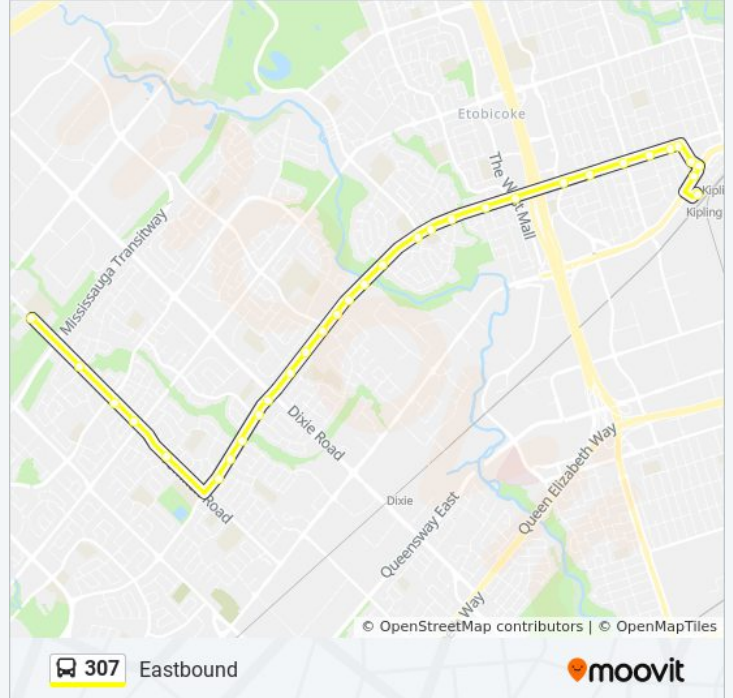 Etobicoke
The West Mall
Kipli
Kipling
Mississauga Transitway
Dixie Road
Road
Dixie
Queensway East
Queen Elizabeth Way
Way
© OpenStreetMap contributors | © OpenMapTiles
307 Eastbound
moovit